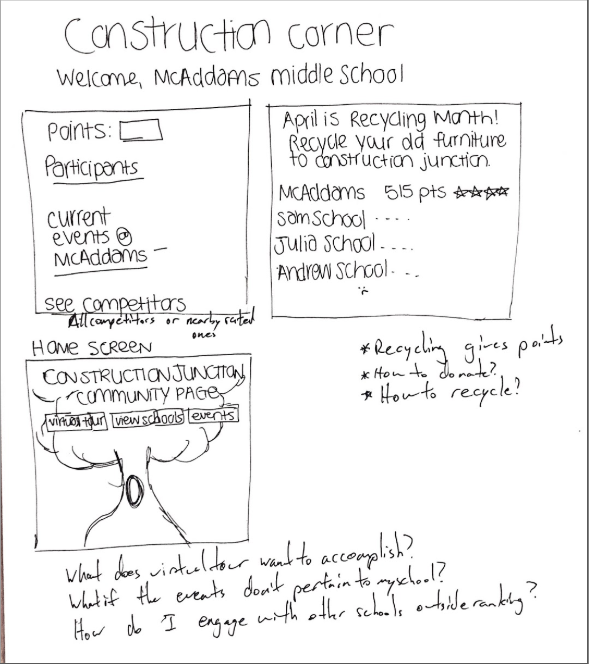 Construction corner
Welcome, McAddams middle school
Points:
Participants
current
events @
McAddams
see competitors
All competitors or nearby rated
ones
April is Recycling Month!
Recycle your old furniture
to construction junction.
McAddams 515 pts ☆☆☆☆
Sam School ....
Julia School ....
Andrew School ...
HOME SCREEN
CONSTRUCTION JUNCTION
COMMUNITY PAGE
virtual tour view schools events
*Recycling gives points
*How to donate?
*How to recycle?
What does virtual tour want to accomplish?
What if the events don't pertain to my school?
How do I engage with other schools outside ranking?